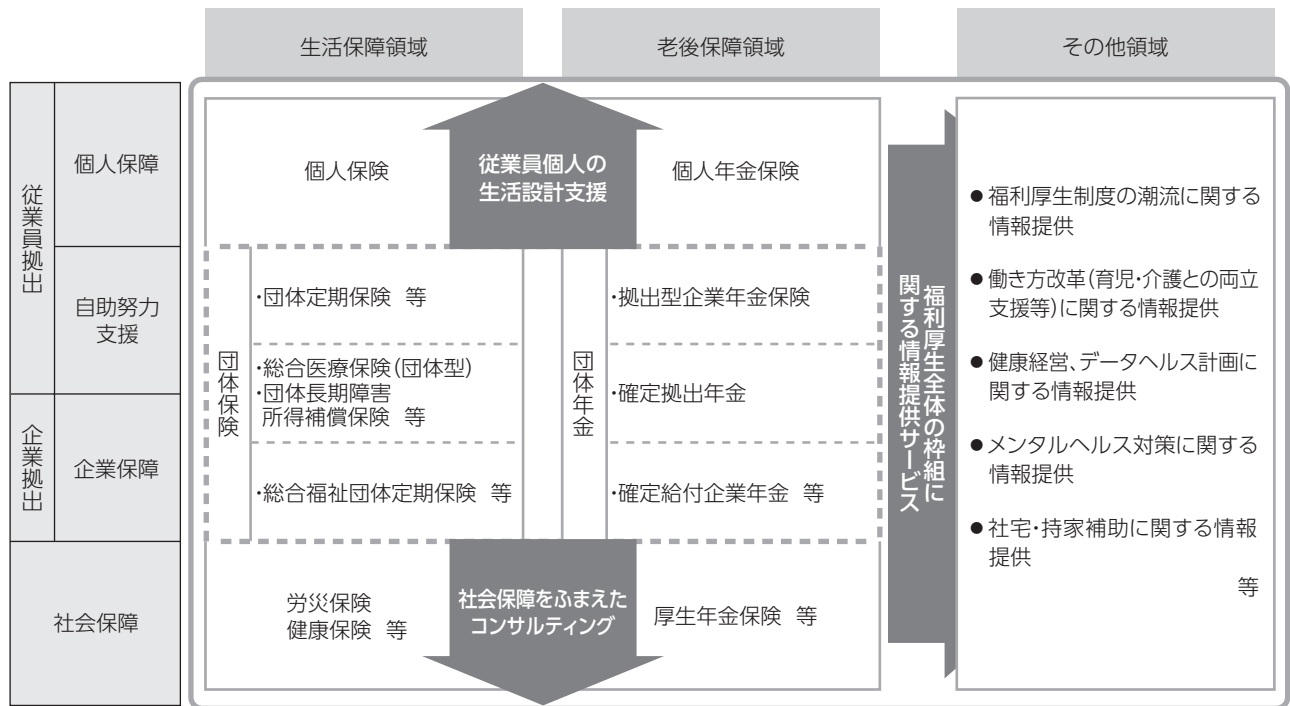 生活保障領域
老後保障領域
その他領域
従業員拠出
個人保障
個人保険
従業員個人の
生活設計支援
個人年金保険
自助努力
支援
団体保険
・団体定期保険 等
・総合医療保険(団体型)
・団体長期障害
所得補償保険 等
・総合福祉団体定期保険 等
団体年金
・拠出型企業年金保険
・確定拠出年金
・確定給付企業年金 等
企業拠出
企業保障
社会保障
労災保険
健康保険 等
社会保障をふまえた
コンサルティング
厚生年金保険 等
福利厚生全体の枠組に
関する情報提供サービス
●福利厚生制度の潮流に関する
情報提供
●働き方改革(育児・介護との両立
支援等)に関する情報提供
●健康経営、データヘルス計画に
関する情報提供
●メンタルヘルス対策に関する
情報提供
●社宅・持家補助に関する情報
提供
等